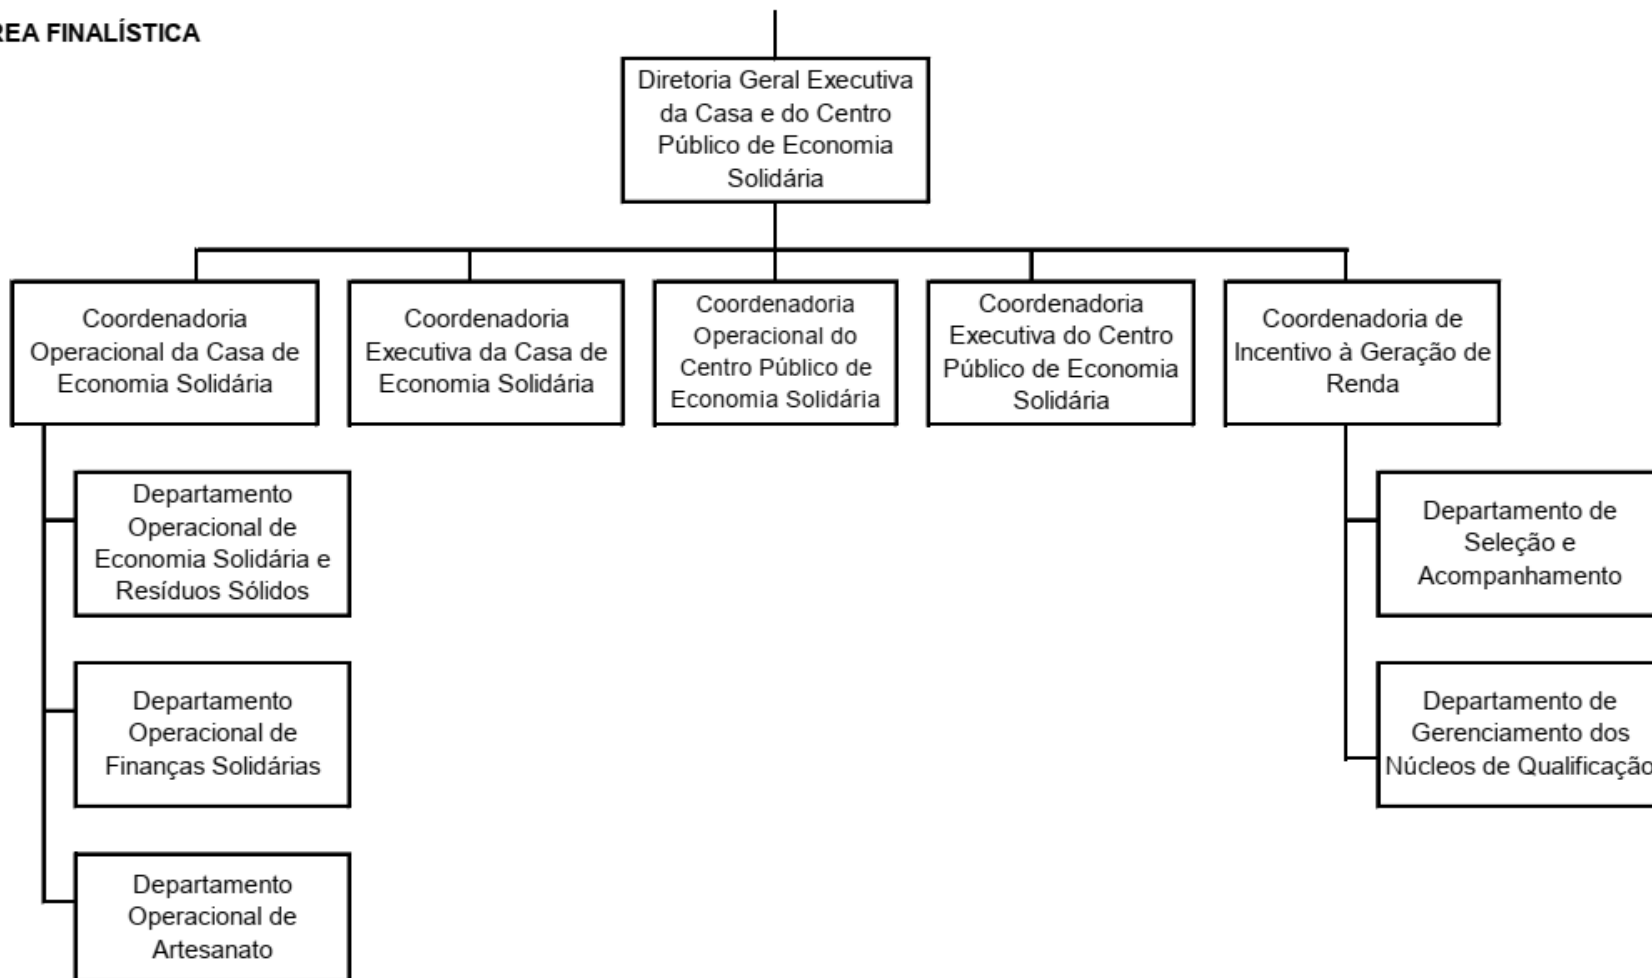 REA FINALÍSTICA
Diretoria Geral Executiva
da Casa e do Centro
Público de Economia
Solidária
Coordenadoria
Operacional da Casa de
Economia Solidária
Coordenadoria
Executiva da Casa de
Economia Solidária
Coordenadoria
Operacional do
Centro Público de
Economia Solidária
Coordenadoria
Executiva do Centro
Público de Economia
Solidária
Coordenadoria de
Incentivo à Geração de
Renda
Departamento
Operacional de
Economia Solidária e
Resíduos Sólidos
Departamento
Operacional de
Finanças Solidárias
Departamento
Operacional de
Artesanato
Departamento de
Seleção e
Acompanhamento
Departamento de
Gerenciamento dos
Núcleos de Qualificação